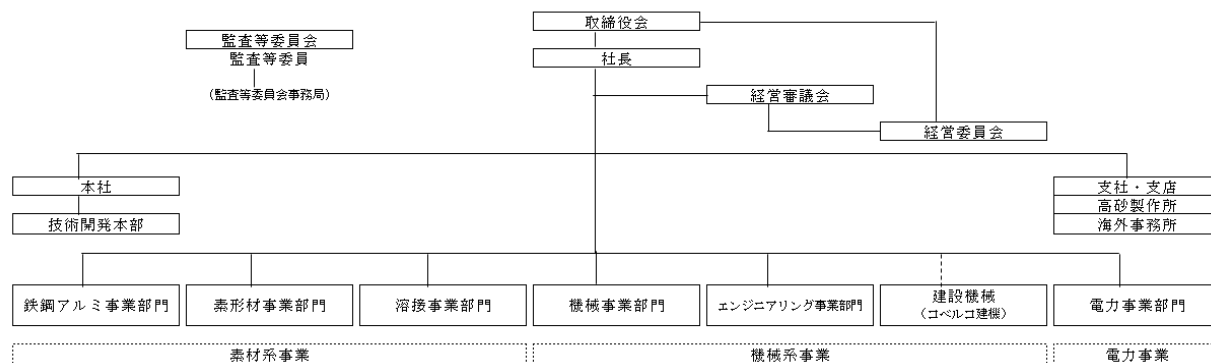 取締役会
監査等委員会
監査等委員
社長
(監査等委員会事務局)
経営審議会
経営委員会
本社
支社・支店
高砂製作所
技術開発本部
海外事務所
鉄鋼アルミ事業部門
素形材事業部門
溶接事業部門
機械事業部門
エンジニアリング事業部門
建設機械
(コベルコ建機)
電力事業部門
素材系事業
機械系事業
電力事業